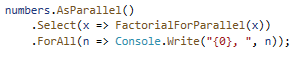 numbers.AsParallel()
.Select(x => FactorialForParallel(x))
.ForAll(n => Console.Write("{0}, ", n));